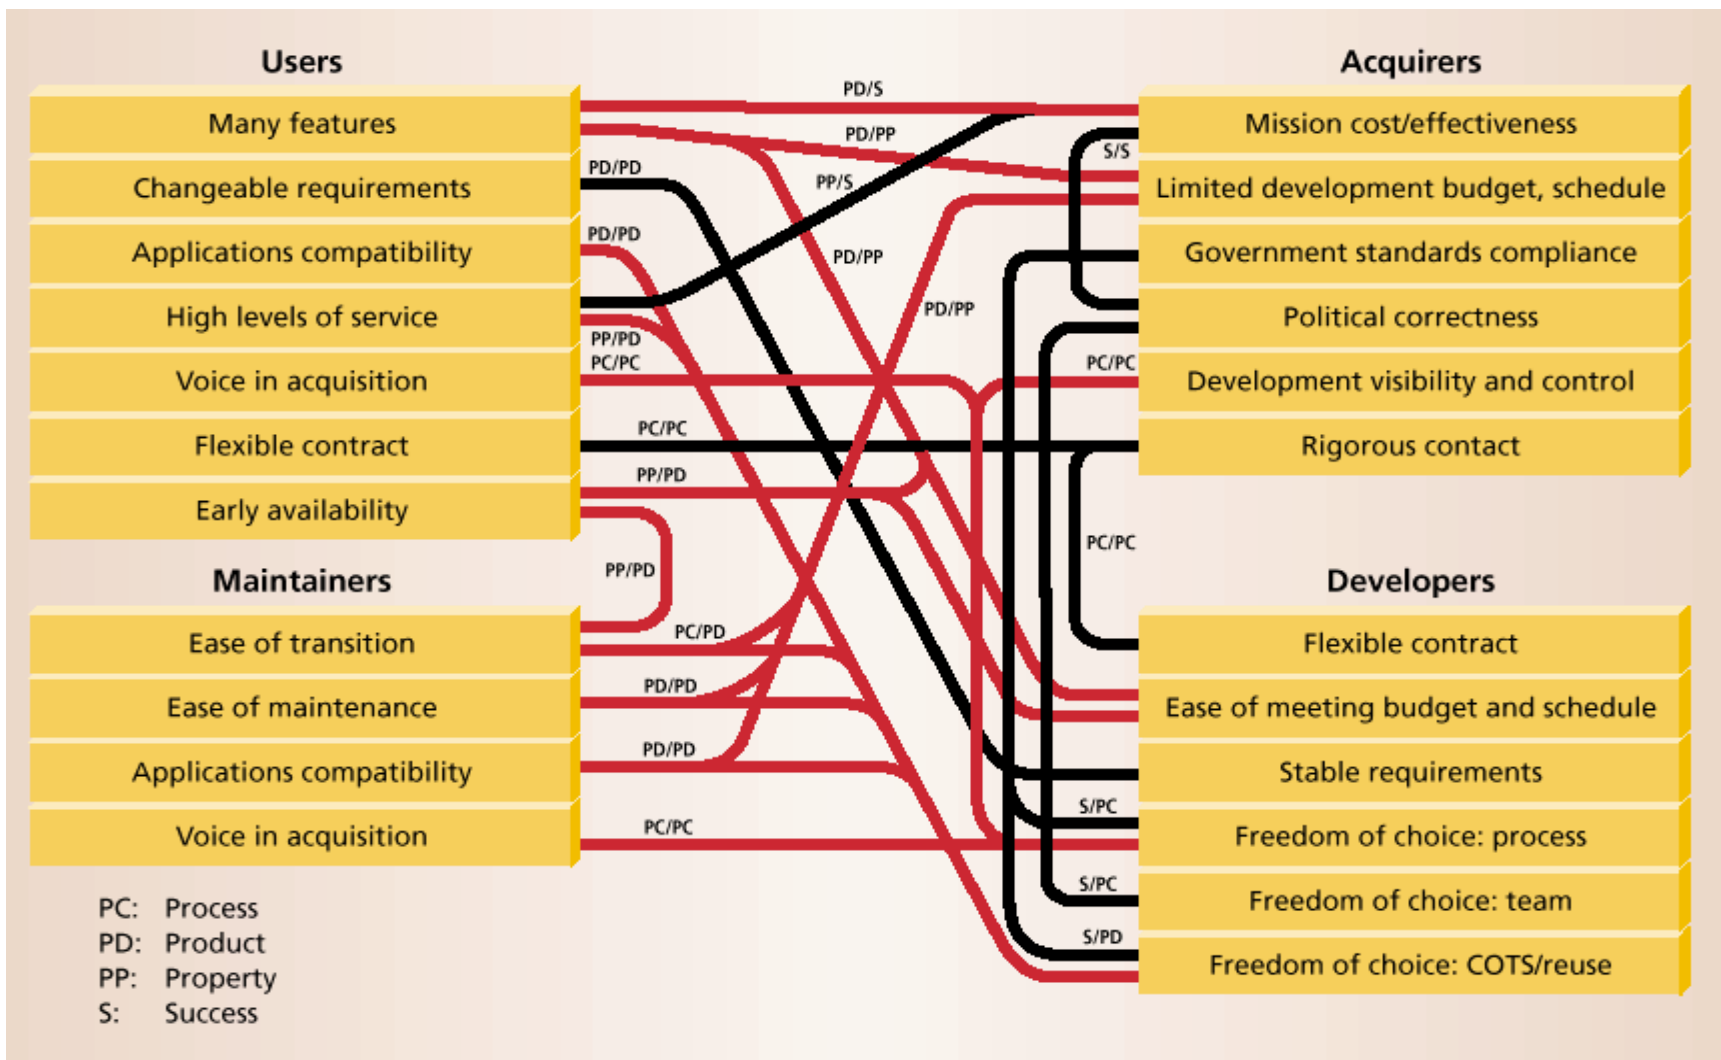 Users
Many features
Changeable requirements
Applications compatibility
High levels of service
Voice in acquisition
Flexible contract
Early availability
Maintainers
Ease of transition
Ease of maintenance
Applications compatibility
Voice in acquisition
PC: Process
PD: Product
PP: Property
S: Success
PD/S
PD/PP
PD/PD
PP/S
PD/PD
PD/PP
PD/PP
PP/PD
PC/PC
PC/PC
PP/PD
PP/PD
PC/PD
PD/PD
PD/PD
PC/PC
S/S
PC/PC
PC/PC
S/PC
S/PC
S/PD
Acquirers
Mission cost/effectiveness
Limited development budget, schedule
Government standards compliance
Political correctness
Development visibility and control
Rigorous contact
Developers
Flexible contract
Ease of meeting budget and schedule
Stable requirements
Freedom of choice: process
Freedom of choice: team
Freedom of choice: COTS/reuse